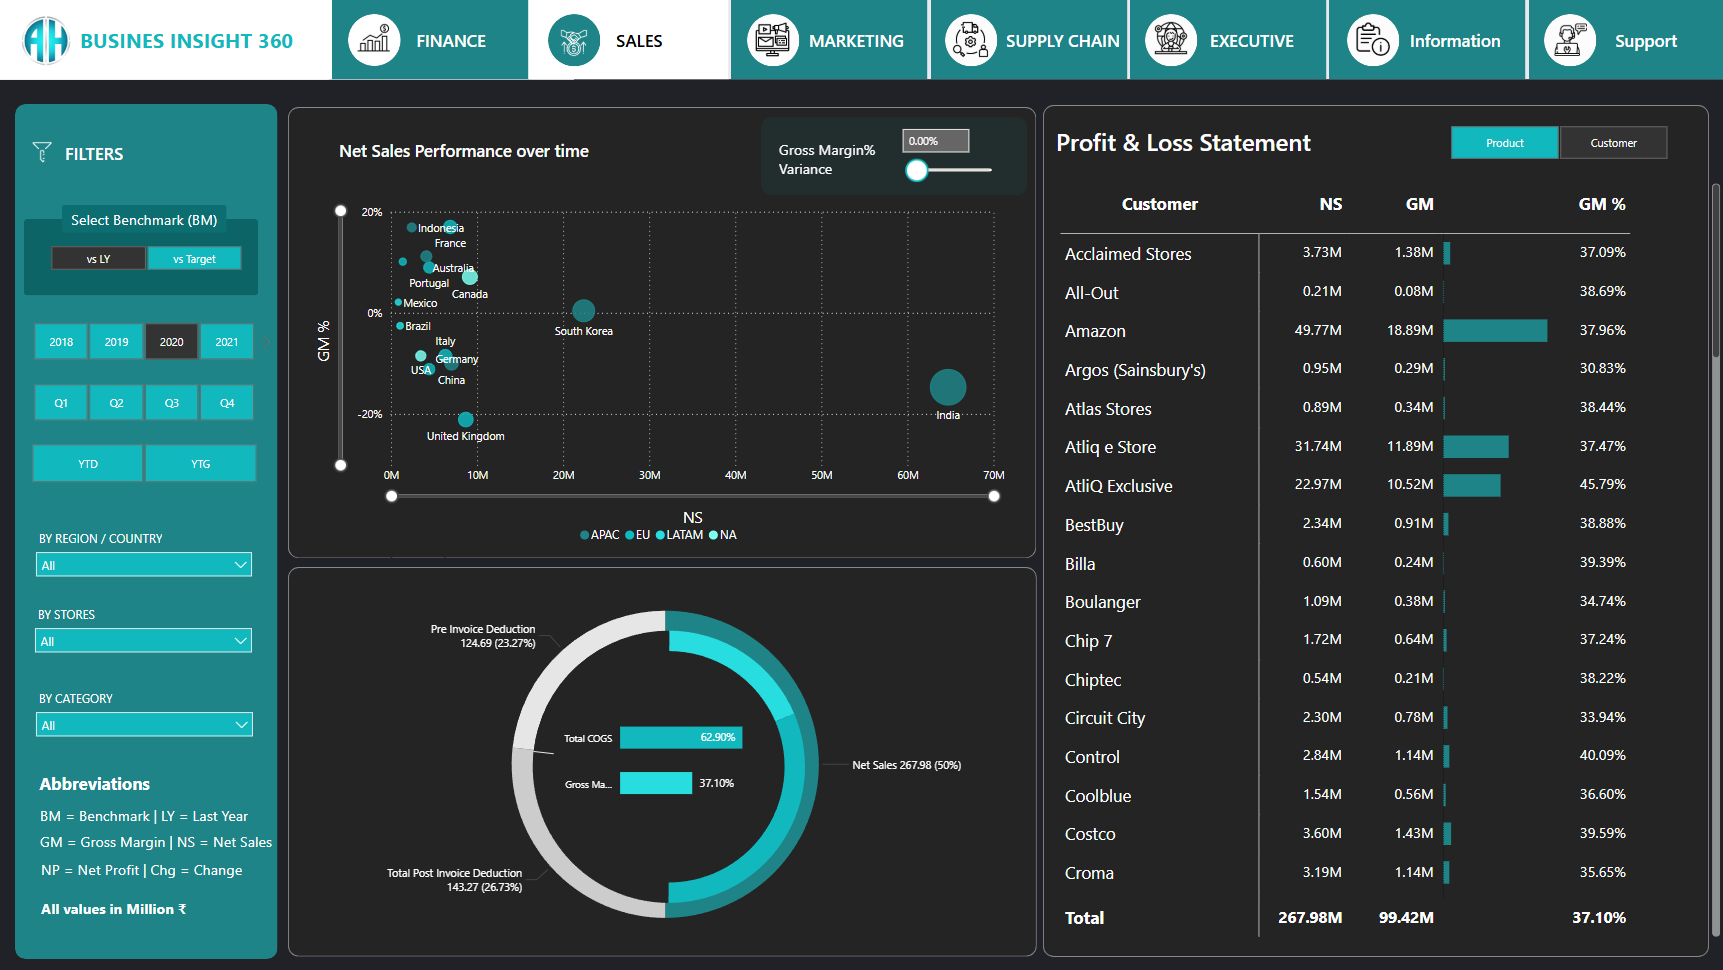 BUSINES INSIGHT 360
FINANCE
SALES
MARKETING
SUPPLY CHAIN
EXECUTIVE
Information
Support
FILTERS
Select Benchmark (BM)
vs LY
vs Target
2018
2019
2020
2021
Q1
Q2
Q3
Q4
YTD
YTG
BY REGION / COUNTRY
All
BY STORES
All
BY CATEGORY
All
Abbreviations
BM = Benchmark | LY = Last Year
GM = Gross Margin | NS = Net Sales
NP = Net Profit | Chg = Change
All values in Million ₹
Net Sales Performance over time
Gross Margin%
Variance
0.00%
GM %
20%
0%
-20%
Indonesia
France
Australia
Portugal
Canada
Mexico
Brazil
Italy
Germany
USA
China
United Kingdom
South Korea
India
0M
10M
20M
30M
40M
50M
60M
70M
NS
APAC
EU
LATAM
NA
Pre Invoice Deduction
124.69 (23.27%)
Total COGS
62.90%
Gross Ma...
37.10%
Net Sales 267.98 (50%)
Total Post Invoice Deduction
143.27 (26.73%)
Profit & Loss Statement
Product
Customer
Customer NS GM GM %
Acclaimed Stores 3.73M 1.38M 37.09%
All-Out 0.21M 0.08M 38.69%
Amazon 49.77M 18.89M 37.96%
Argos (Sainsbury's) 0.95M 0.29M 30.83%
Atlas Stores 0.89M 0.34M 38.44%
Atliq e Store 31.74M 11.89M 37.47%
AtliQ Exclusive 22.97M 10.52M 45.79%
BestBuy 2.34M 0.91M 38.88%
Billa 0.60M 0.24M 39.39%
Boulanger 1.09M 0.38M 34.74%
Chip 7 1.72M 0.64M 37.24%
Chiptec 0.54M 0.21M 38.22%
Circuit City 2.30M 0.78M 33.94%
Control 2.84M 1.14M 40.09%
Coolblue 1.54M 0.56M 36.60%
Costco 3.60M 1.43M 39.59%
Croma 3.19M 1.14M 35.65%
Total 267.98M 99.42M 37.10%